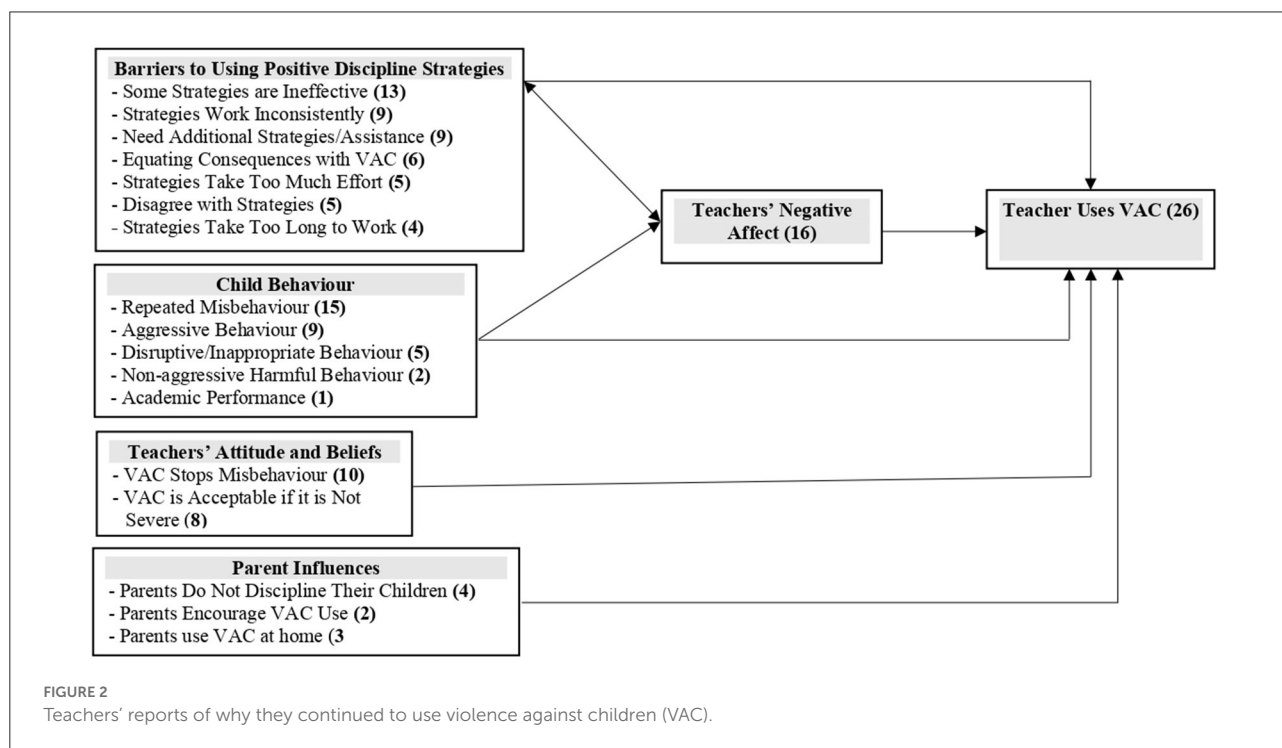 Barriers to Using Positive Discipline Strategies
- Some Strategies are Ineffective (13)
- Strategies Work Inconsistently (9)
- Need Additional Strategies/Assistance (9)
- Equating Consequences with VAC (6)
- Strategies Take Too Much Effort (5)
- Disagree with Strategies (5)
- Strategies Take Too Long to Work (4)
Teachers' Negative
Affect (16)
Teacher Uses VAC (26)
Child Behaviour
- Repeated Misbehaviour (15)
- Aggressive Behaviour (9)
- Disruptive/Inappropriate Behaviour (5)
- Non-aggressive Harmful Behaviour (2)
- Academic Performance (1)
Teachers' Attitude and Beliefs
- VAC Stops Misbehaviour (10)
- VAC is Acceptable if it is Not
Severe (8)
Parent Influences
- Parents Do Not Discipline Their Children (4)
- Parents Encourage VAC Use (2)
- Parents use VAC at home (3
FIGURE 2
Teachers' reports of why they continued to use violence against children (VAC).